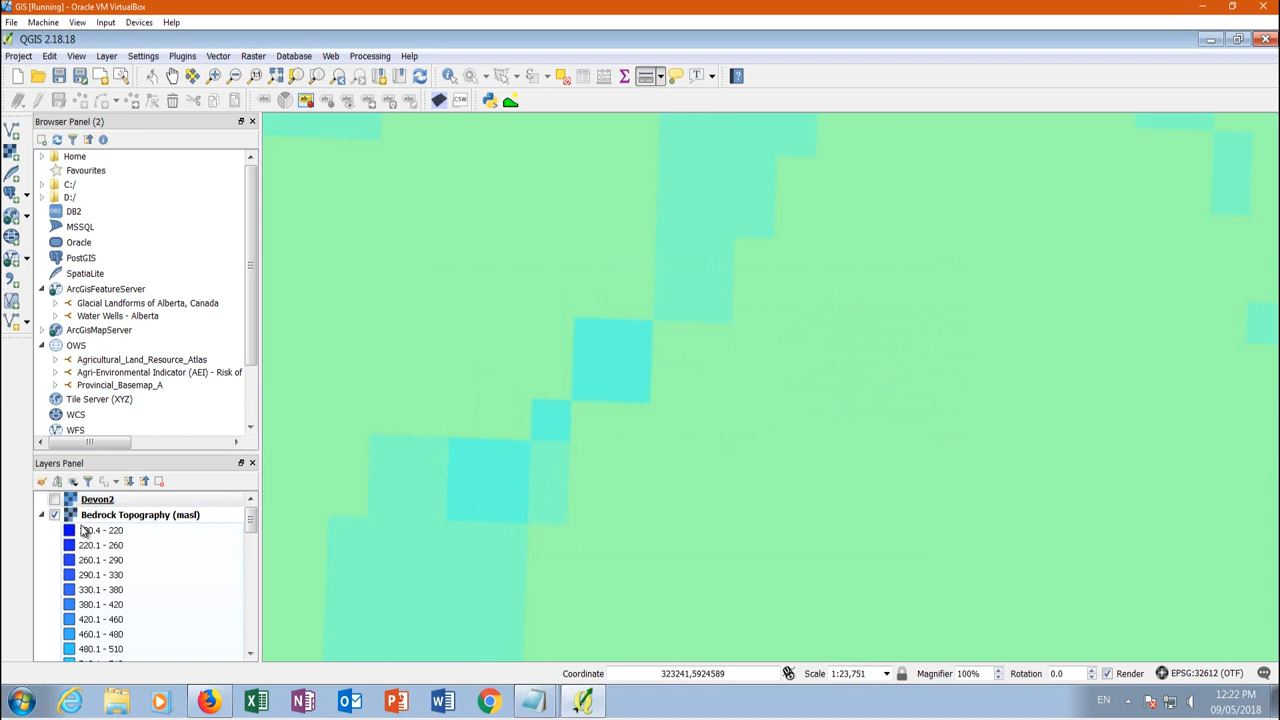 GIS [Running] - Oracle VM VirtualBox
File Machine View Input Devices Help
QGIS 2.18.18
Project Edit View Layer Settings Plugins Vector Raster Database Web Processing Help
CSW
Browser Panel (2)
Home
Favourites
C:/
D:/
DB2
MSSQL
Oracle
PostGIS
SpatiaLite
ArcGisFeatureServer
Glacial Landforms of Alberta, Canada
Water Wells - Alberta
ArcGisMapServer
OWS
Agricultural_Land_Resource_Atlas
Agri-Environmental Indicator (AEI) - Risk of
Provincial_Basemap_A
Tile Server (XYZ)
WCS
WFS
Layers Panel
Devon2
Bedrock Topography (masl)
0.4 - 220
220.1 - 260
260.1 - 290
290.1 - 330
330.1 - 380
380.1 - 420
420.1 - 460
460.1 - 480
480.1 - 510
Coordinate 323241,5924589 Scale 1:23,751 Magnifier 100% Rotation 0.0 Render EPSG:32612 (OTF)
EN
12:22 PM
09/05/2018